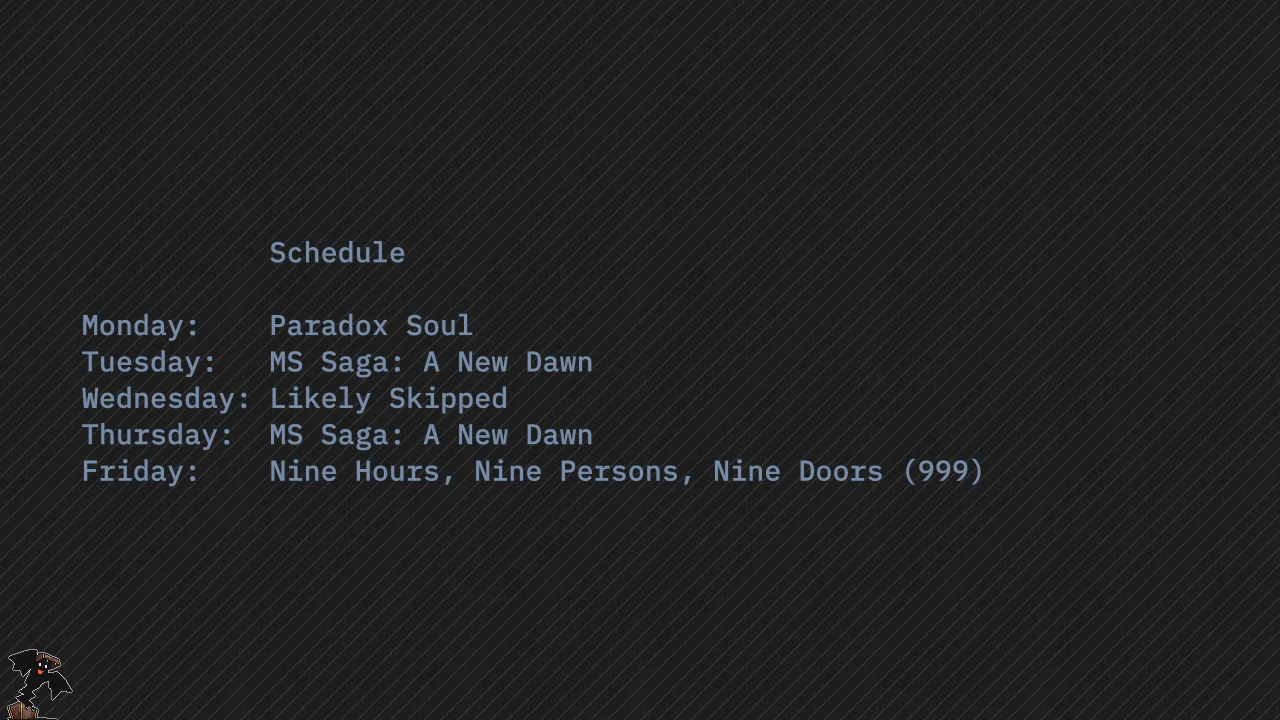 Schedule
Monday: Paradox Soul
Tuesday: MS Saga: A New Dawn
Wednesday: Likely Skipped
Thursday: MS Saga: A New Dawn
Friday: Nine Hours, Nine Persons, Nine Doors (999)